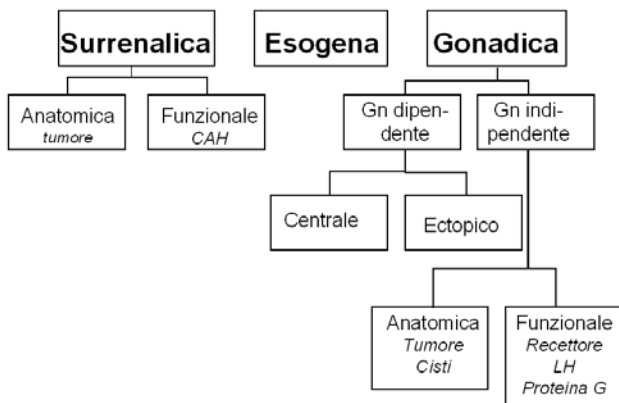 Surrenalica
Esogena
Gonadica
Anatomica
tumore
Funzionale
CAH
Gn dipen-
dente
Gn indi-
pendente
Centrale
Ectopico
Anatomica
Tumore
Cisti
Funzionale
Recettore
LH
Proteina G